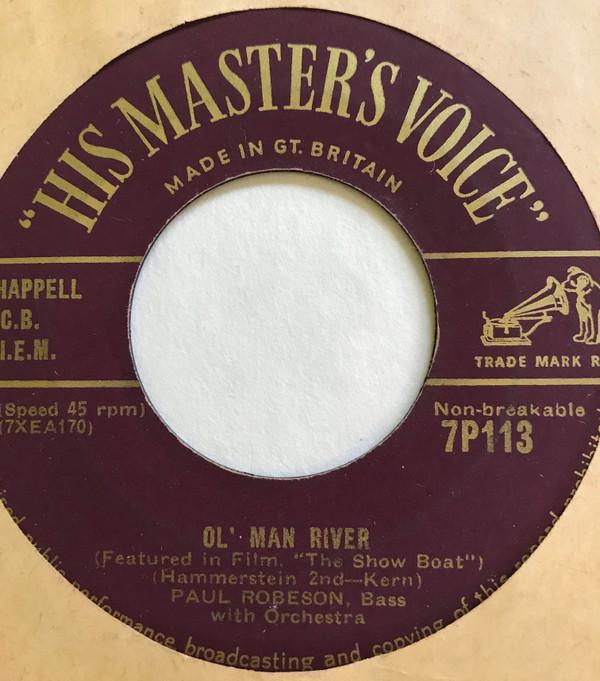 "HIS MASTER'S VOICE"
MADE IN GT. BRITAIN
HAPPELL
C.B.
I.E.M.
TRADE MARK R
(Speed 45 rpm)
(7XEA170)
Non-breakable
7P113
OL' MAN RIVER
(Featured in Film, "The Show Boat")
(Hammerstein 2nd—Kern)
PAUL ROBESON, Bass
with Orchestra
broadcasting and copying of this